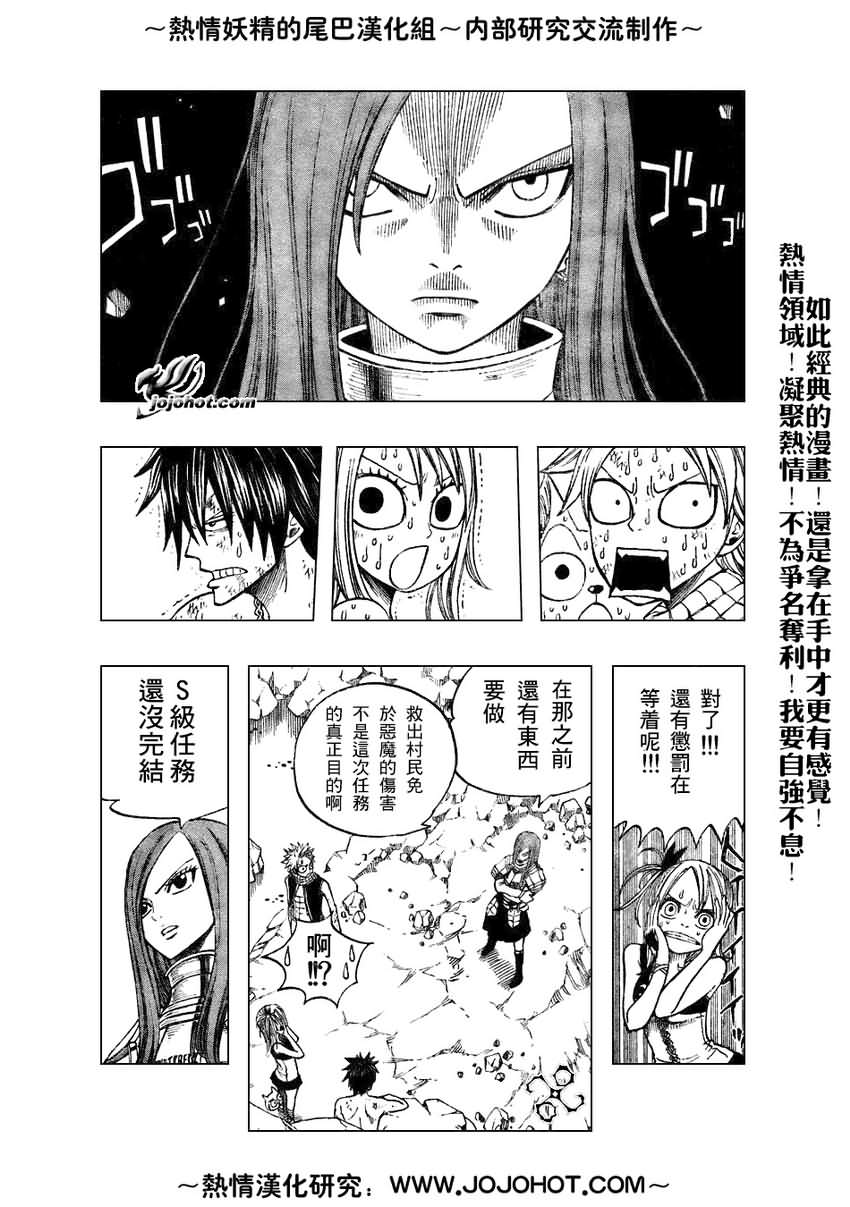 ～熱情妖精的尾巴漢化組～内部研究交流制作～
ゴゴゴ
ゴゴゴ
jojohot.com
如此經典的漫畫！還是拿在手中才更有感覺！
熱情領域！凝聚熱情！不為爭名奪利！我要自強不息！
對了!!!
還有懲罰在
等着呢!!!
在那之前
還有東西
要做
救出村民免
於惡魔的傷害
不是這次任務
的真正目的啊
啊
!!?
S級任務
還沒完結
～熱情漢化研究：WWW.JOJOHOT.COM～